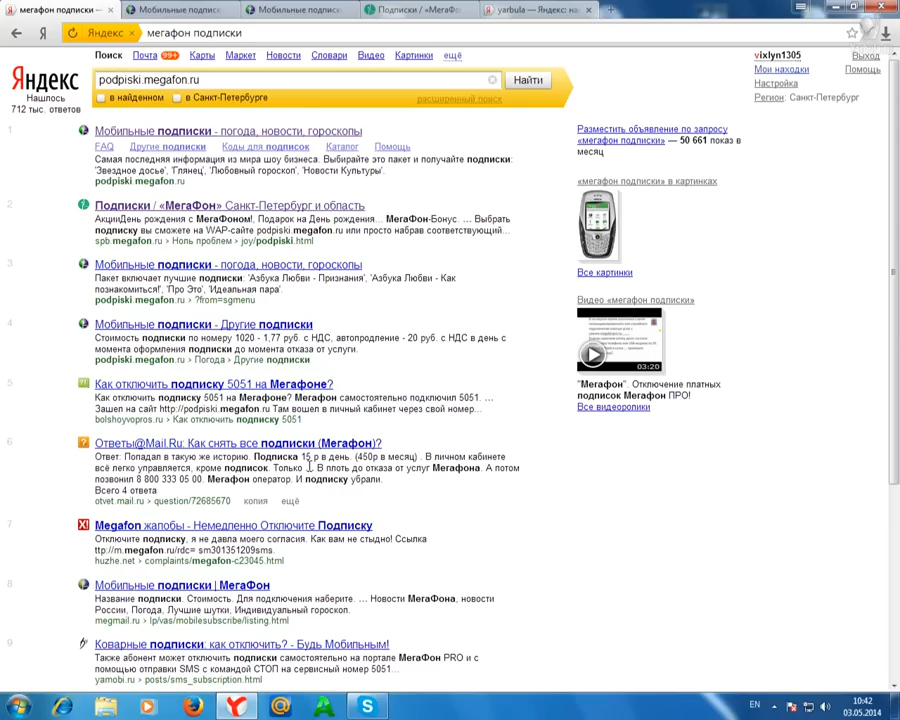 мегафон подписки
Мобильные подписк
Мобильные подписк
Подписки / «МегаФо
yarbula — Яндекс: на
Я
Яндекс
мегафон подписки
Поиск Почта 99+ Карты Маркет Новости Словари Видео Картинки ещё
vixlyn1305
Выход
Мои находки
Помощь
Настройка
Регион: Санкт-Петербург
Яндекс
Нашлось
712 тыс. ответов
podpiski.megafon.ru
Найти
в найденном
в Санкт-Петербурге
расширенный поиск
1
Мобильные подписки - погода, новости, гороскопы
FAQ Другие подписки Коды для подписок Каталог Помощь
Самая последняя информация из мира шоу бизнеса. Выбирайте это пакет и получайте подписки:
'Звездное досье', 'Глянец', 'Любовный гороскоп', 'Новости Культуры'.
podpiski.megafon.ru
2
Подписки / «МегаФон» Санкт-Петербург и область
АкцииДень рождения с МегаФоном!, Подарок на День рождения... МегаФон-Бонус. ... Выбрать
подписку вы сможете на WAP-сайте podpiski.megafon.ru или просто набрав соответствующий...
spb.megafon.ru › Ноль проблем › joy/podpiski.html
3
Мобильные подписки - погода, новости, гороскопы
Пакет включает лучшие подписки: 'Азбука Любви - Признания', 'Азбука Любви - Как
познакомиться!', 'Про Это', 'Идеальная пара'.
podpiski.megafon.ru › ?from=sgmenu
4
Мобильные подписки - Другие подписки
Стоимость подписки по номеру 1020 - 1,77 руб. с НДС, автопродление - 20 руб. с НДС с
момента оформления подписки до момента отказа от услуги.
podpiski.megafon.ru › Погода › Другие подписки
5
Как отключить подписку 5051 на Мегафоне?
Как отключить подписку 5051 на Мегафоне? Мегафон самостоятельно подключил 5051. ...
Зашел на сайт http://podpiski.megafon.ru Там вошел в личный кабинет через свой номер...
bolshoyvopros.ru › Как отключить подписку 5051
6
Ответы@Mail.Ru: Как снять все подписки (Мегафон)?
Ответ: Попадал в такую же историю. Подписка 15 р в день. (450р в месяц) . В личном кабинете
всё легко управляется, кроме подписок. Только ... В плоть до отказа от услуг Мегафона. А потом
позвонил 8 800 333 05 00. Мегафон оператор. И подписку убрали.
Всего 4 ответа
otvet.mail.ru › question/72685670 копия ещё
7
Megafon жалобы - Немедленно Отключите Подписку
Отключите подписку, я не давла моего согласия. Как вам не стыдно! Ссылка
ttp://m.megafon.ru/rdc= sm301351209sms.
huzhe.net › complaints/megafon-c23045.html
8
Мобильные подписки | МегаФон
Название подписки. Стоимость. Для подключения наберите. ... Новости МегаФона, новости
России, Погода, Лучшие шутки, Индивидуальный гороскоп.
megmail.ru › lp/vas/mobilesubscribe/listing.html
9
Коварные подписки: как отключить? - Будь Мобильным!
Также абонент может отключить подписки самостоятельно на портале МегаФон PRO и с
помощью отправки SMS с командой СТОП на сервисный номер 5051...
yamobi.ru › posts/sms_subscription.html
Разместить объявление по запросу
«мегафон подписки» — 50 661 показ в
месяц
«мегафон подписки» в картинках
Все картинки
Видео «мегафон подписки»
03:20
"Мегафон". Отключение платных
подписок Мегафон ПРО!
Все видеоролики
EN
10:42
03.05.2014